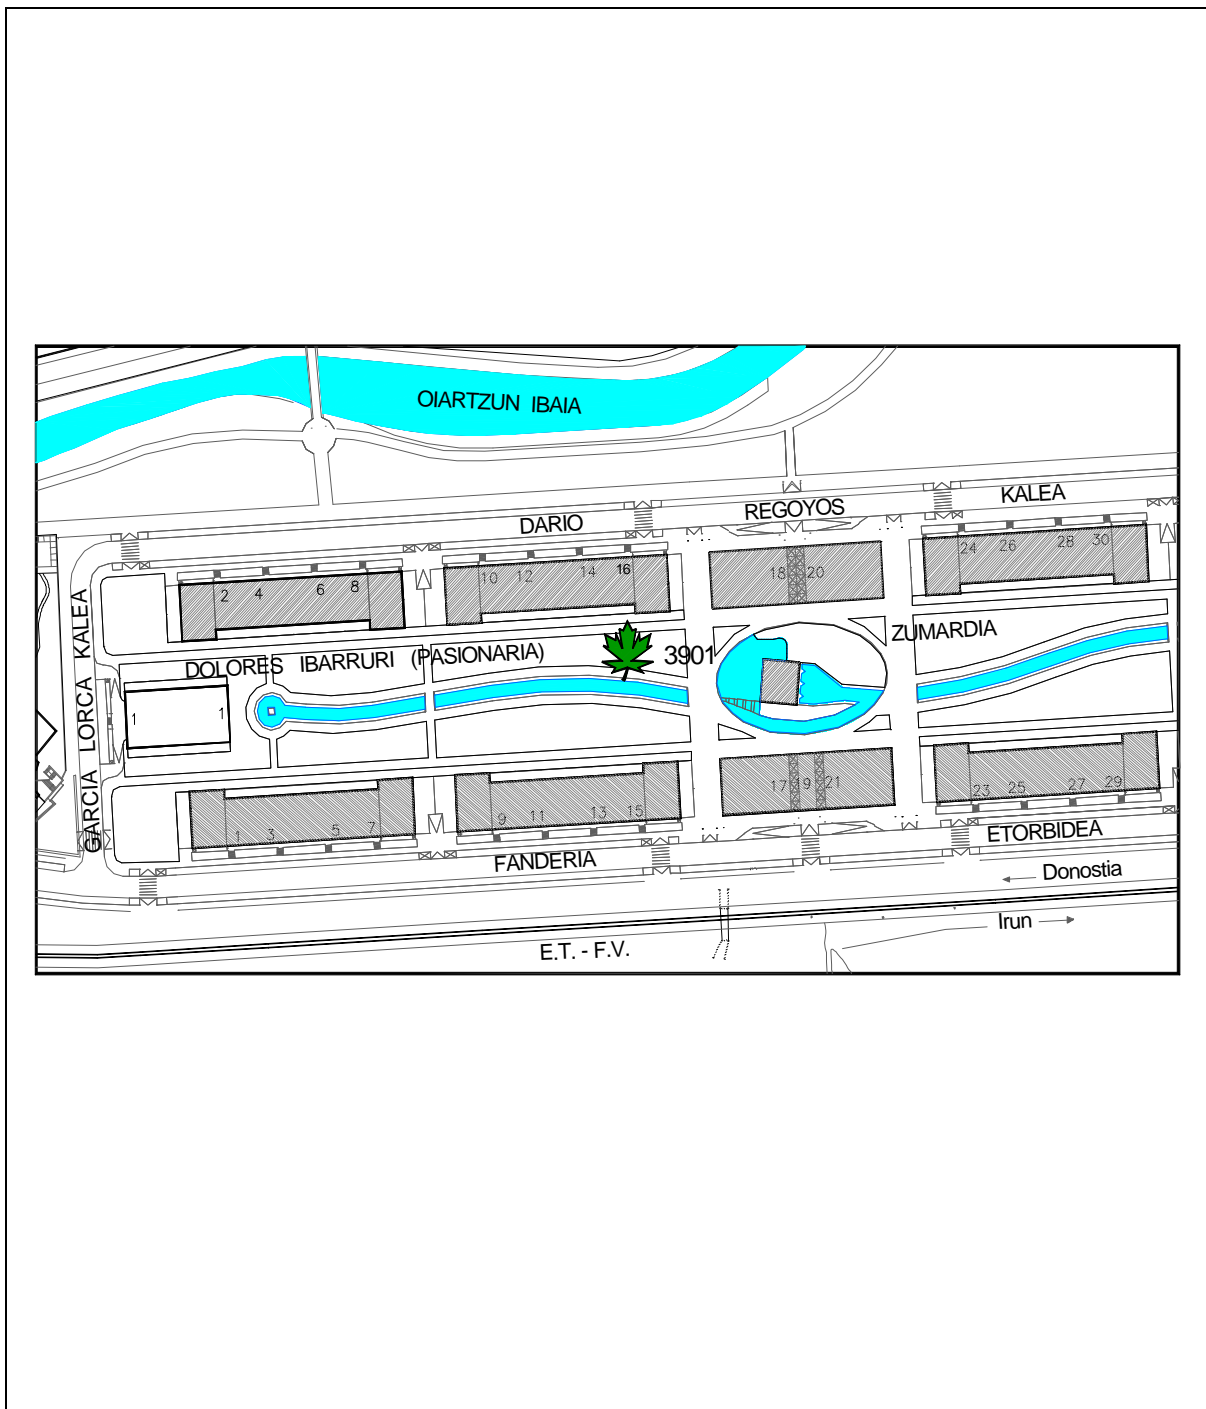 OIARTZUN IBAIA
DARIO REGOYOS KALEA
2 4 6 8 10 12 14 16 18 20 24 26 28 30
GARCIA LORCA KALEA
DOLORES IBARRURI (PASIONARIA) ZUMARDIA
3901
1 1
1 3 5 7 9 11 13 15 17 19 21 23 25 27 29
FANDERIA ETORBIDEA
Donostia
Irun
E.T. - F.V.